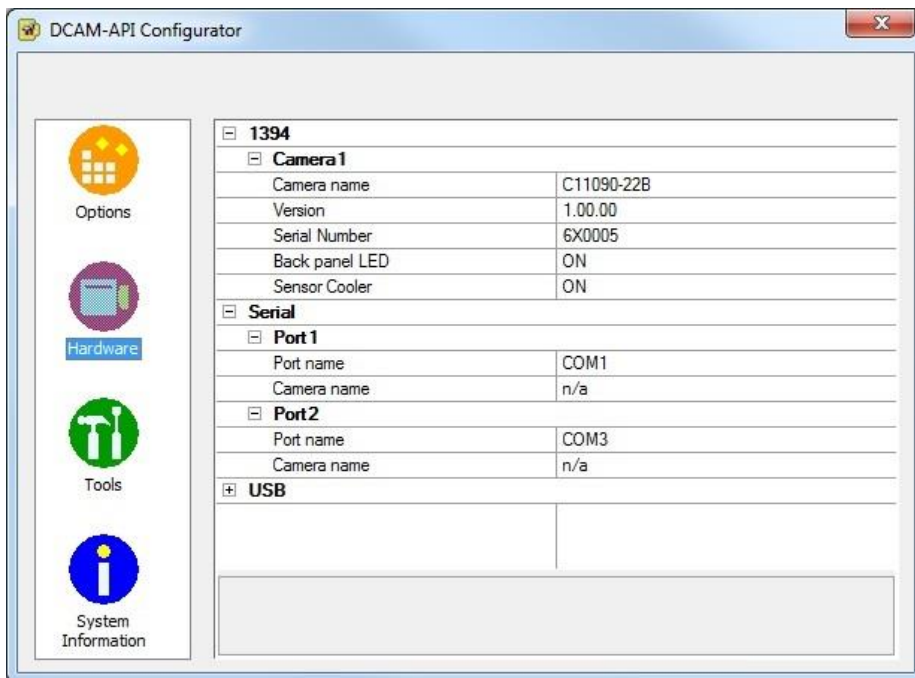 DCAM-API Configurator
Options
Hardware
Tools
System
Information
1394
Camera1
Camera name C11090-22B
Version 1.00.00
Serial Number 6X0005
Back panel LED ON
Sensor Cooler ON
Serial
Port1
Port name COM1
Camera name n/a
Port2
Port name COM3
Camera name n/a
USB